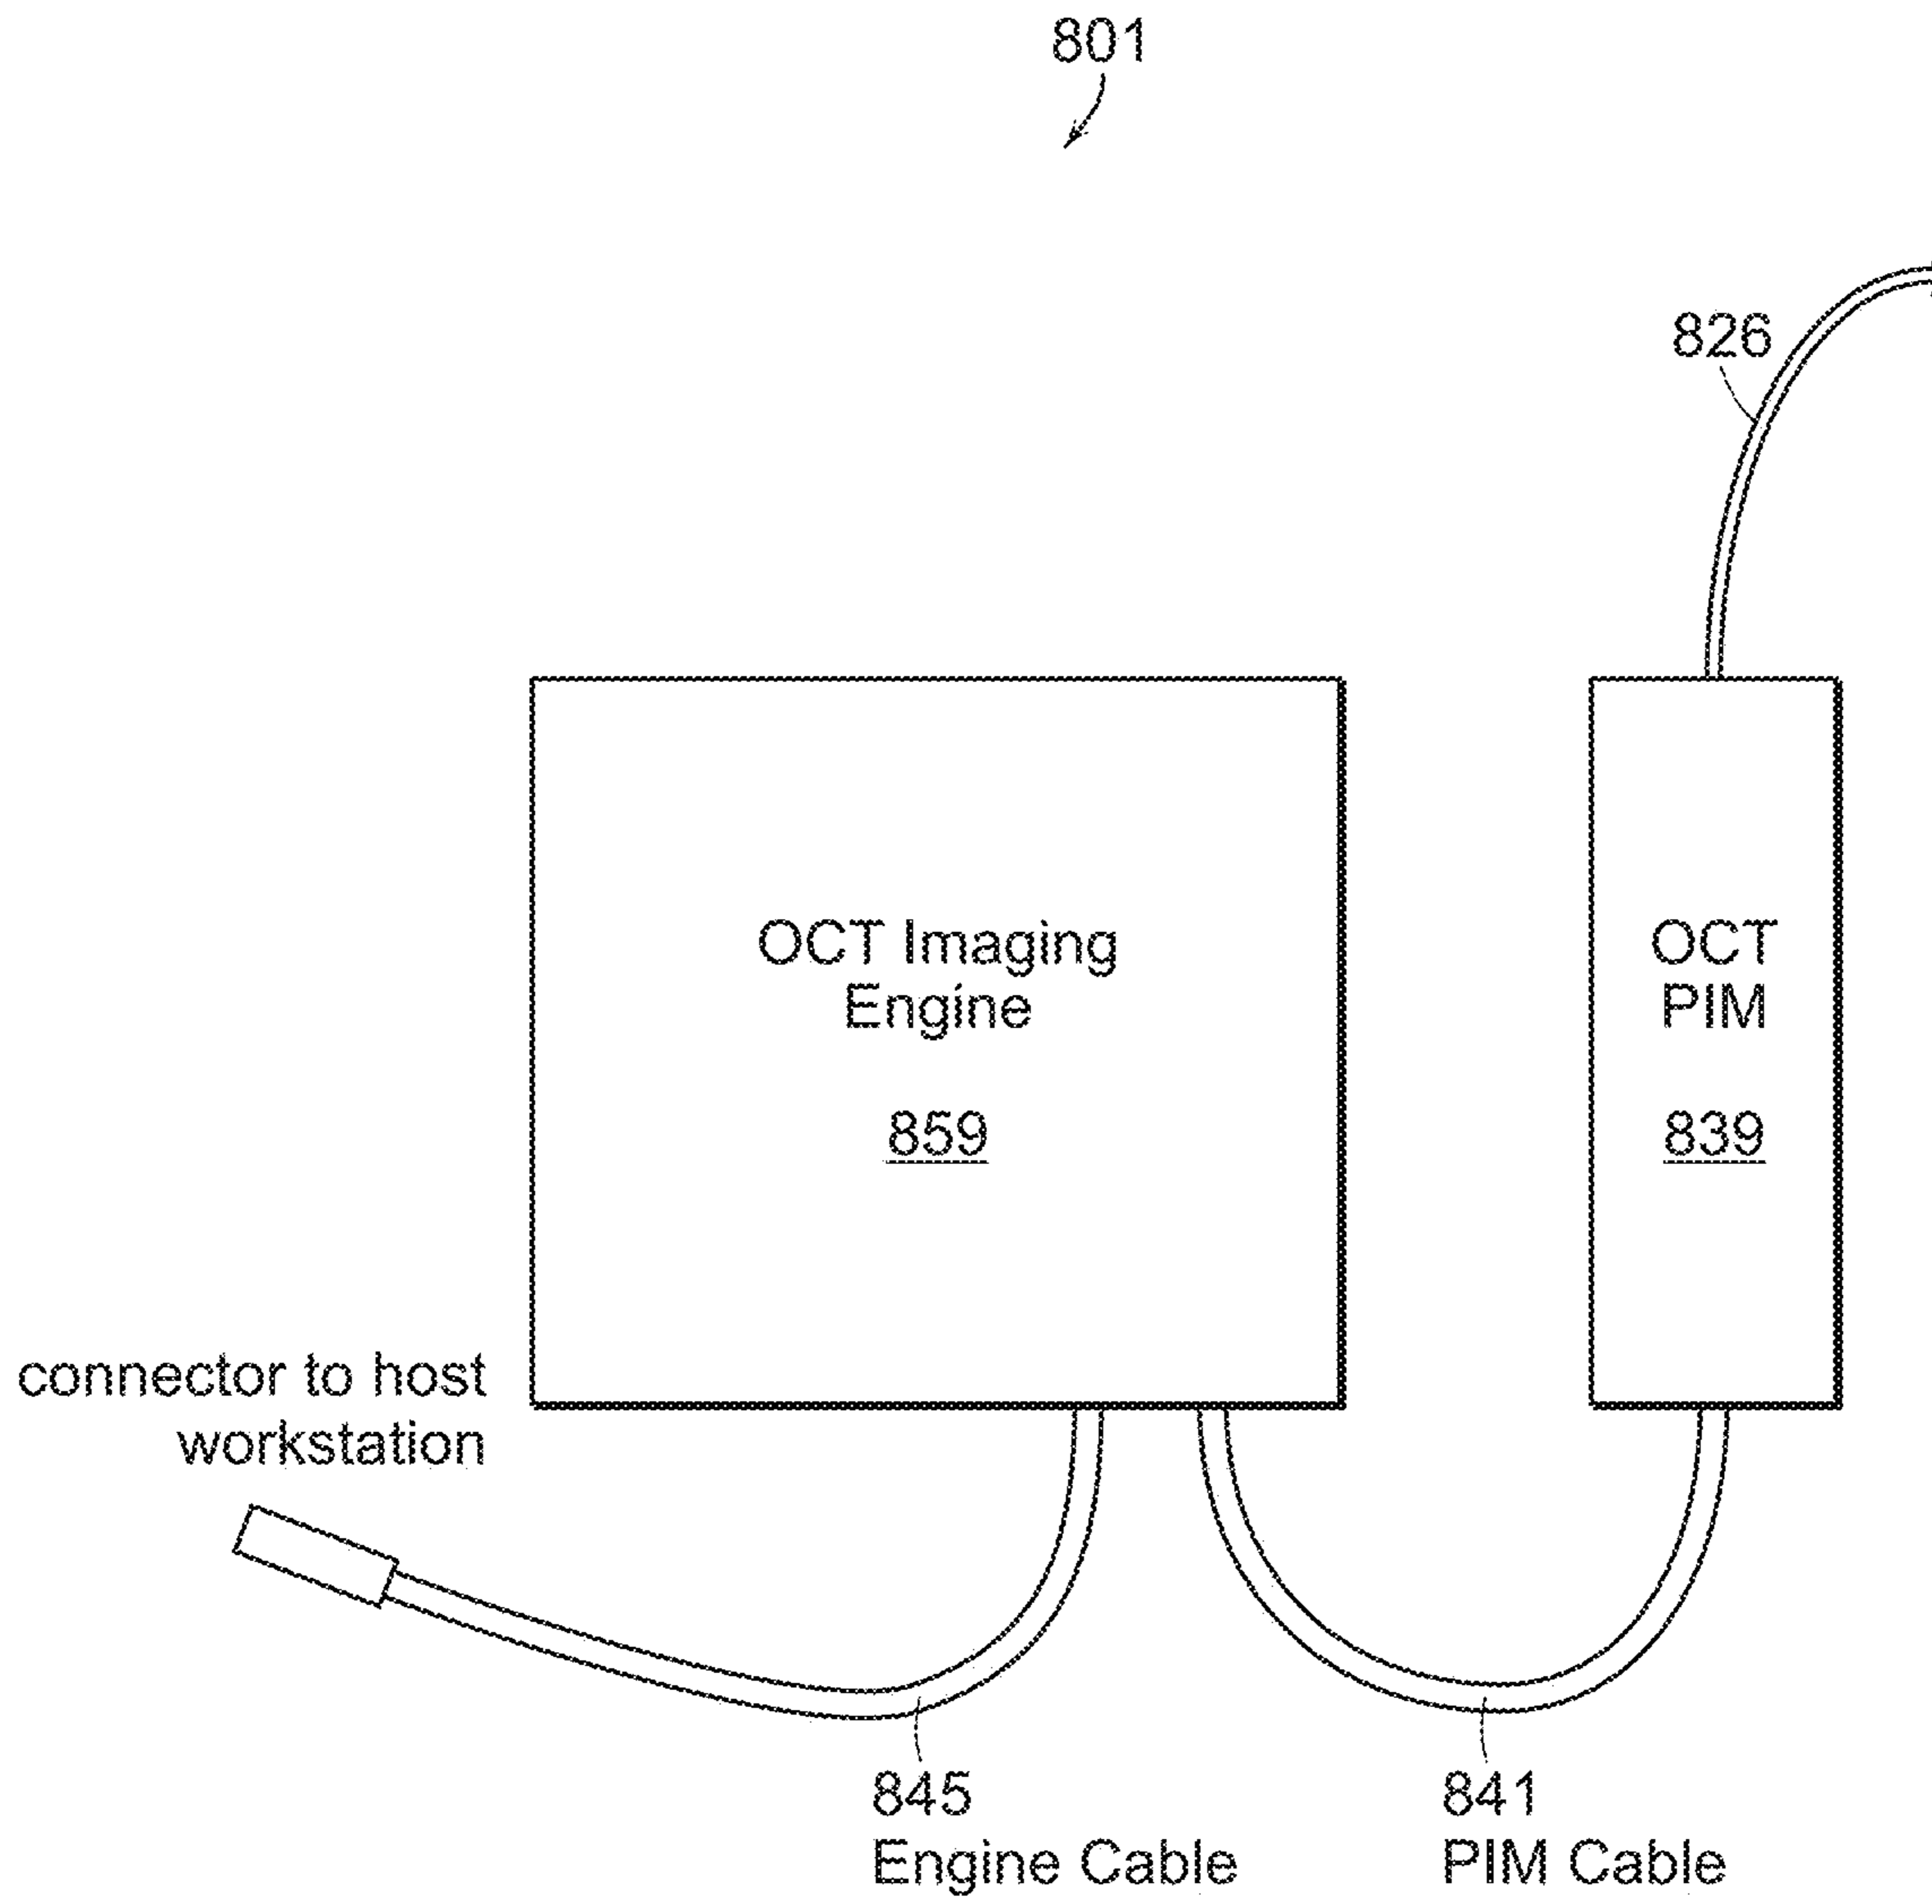 801
826
OCT Imaging
Engine
859
OCT
PIM
839
connector to host
workstation
845
Engine Cable
841
PIM Cable